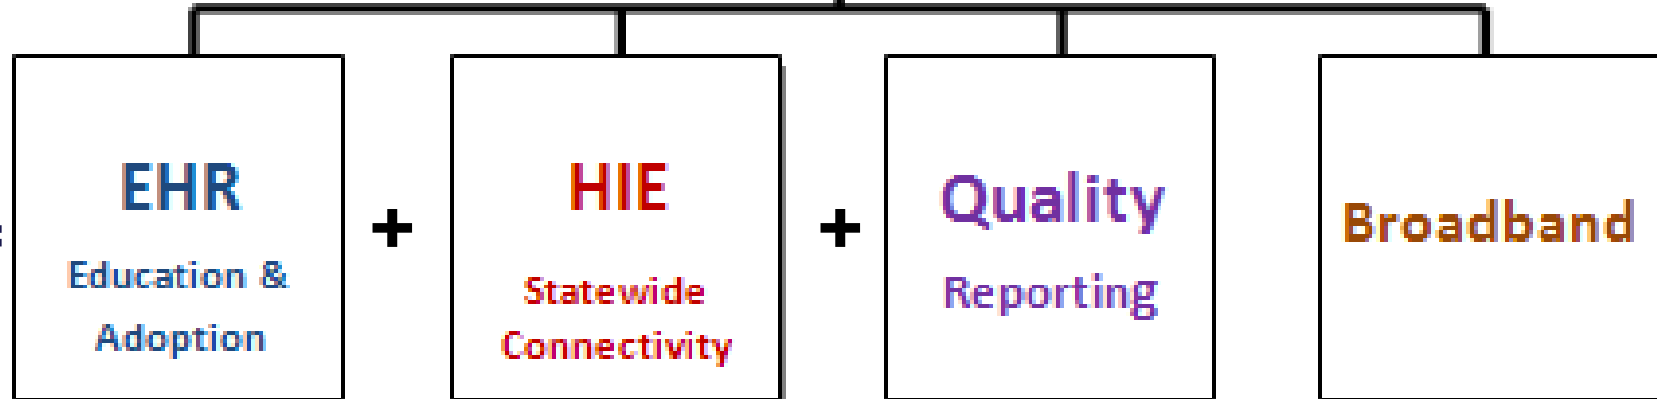 EHR
Education &
Adoption
+
HIE
Statewide
Connectivity
+
Quality
Reporting
Broadband